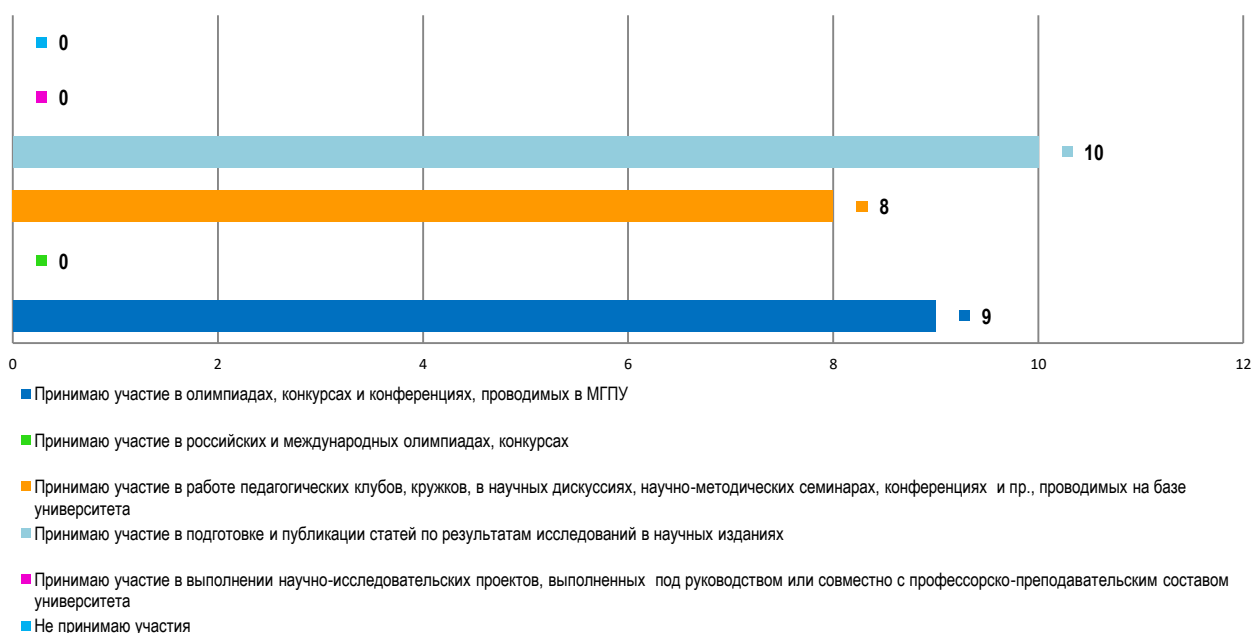 0
0
10
8
0
9
0 2 4 6 8 10 12
Принимаю участие в олимпиадах, конкурсах и конференциях, проводимых в МГПУ
Принимаю участие в российских и международных олимпиадах, конкурсах
Принимаю участие в работе педагогических клубов, кружков, в научных дискуссиях, научно-методических семинарах, конференциях и пр., проводимых на базе
университета
Принимаю участие в подготовке и публикации статей по результатам исследований в научных изданиях
Принимаю участие в выполнении научно-исследовательских проектов, выполненных под руководством или совместно с профессорско-преподавательским составом
университета
Не принимаю участия